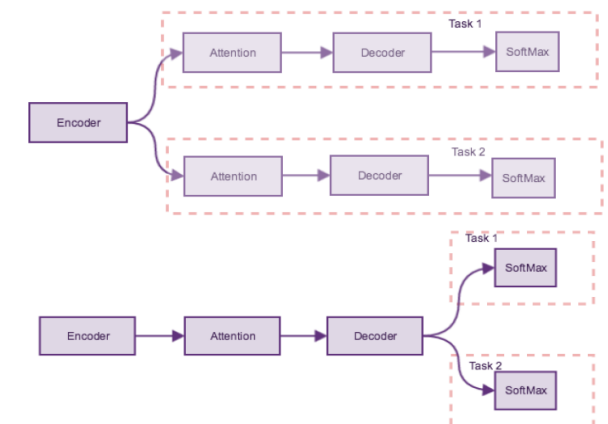 Task 1
Attention
Decoder
SoftMax
Encoder
Task 2
Attention
Decoder
SoftMax
Task 1
SoftMax
Encoder
Attention
Decoder
Task 2
SoftMax